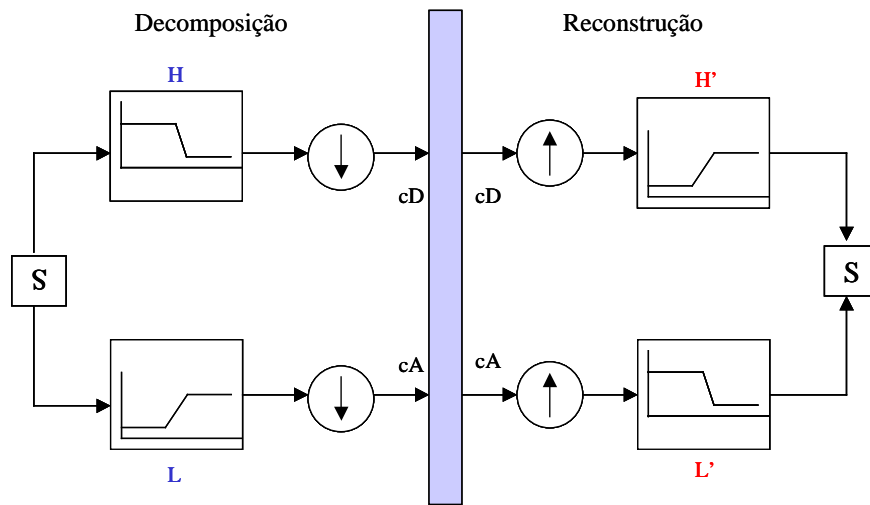 Decomposição
Reconstrução
H
H’
cD
cD
S
S
cA
cA
L
L’